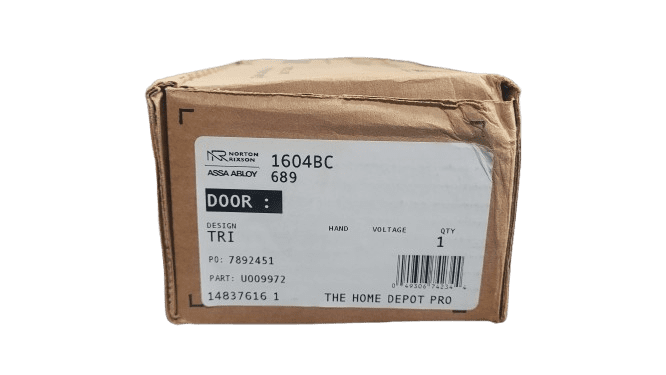 NORTON
RIXSON
ASSA ABLOY
1604BC
689
DOOR :
DESIGN HAND VOLTAGE QTY
TRI 1
PO: 7892451
PART: U009972
14837616 1 THE HOME DEPOT PRO